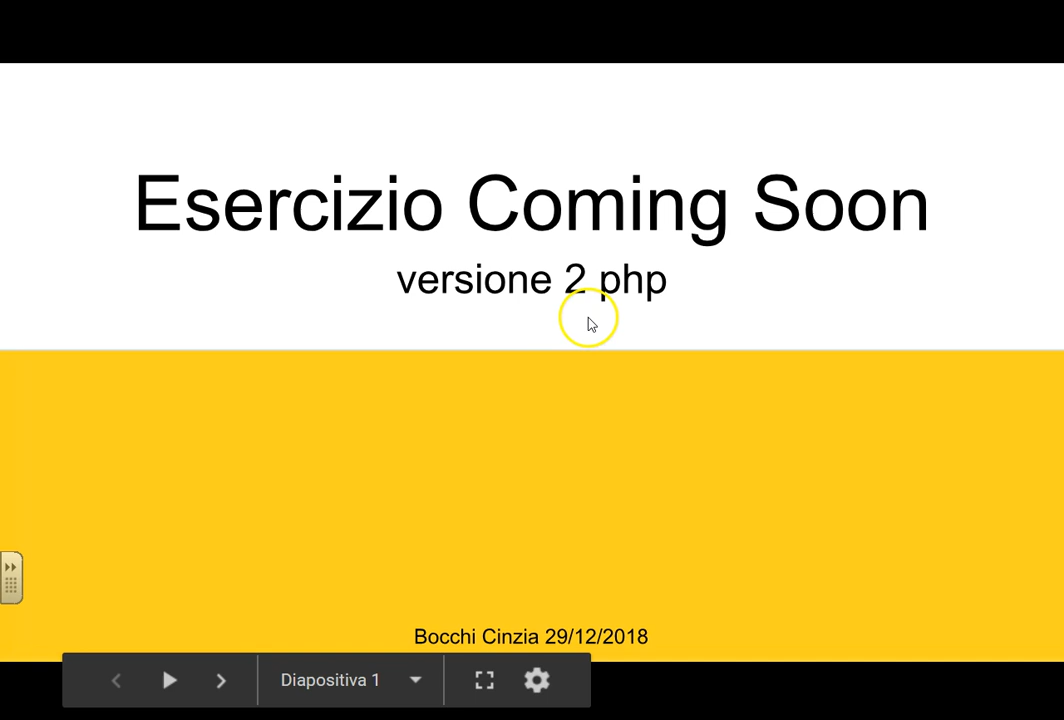 Esercizio Coming Soon
versione 2 php
Bocchi Cinzia 29/12/2018
Diapositiva 1